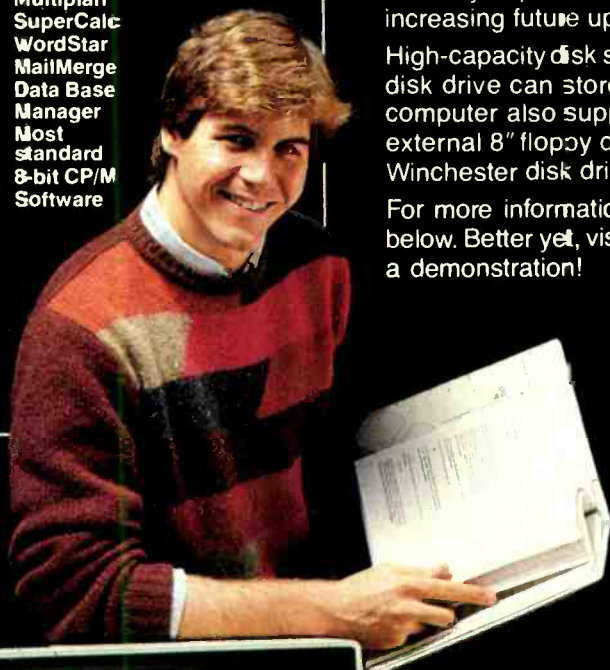 SuperCalc
WordStar
MailMerge
Data Base
Manager
Most
standard
8-bit CP/M
Software
increasing future up
High-capacity disk s
disk drive can store
computer also supp
external 8" floppy d
Winchester disk dri
For more informatio
below. Better yet, vis
a demonstration!